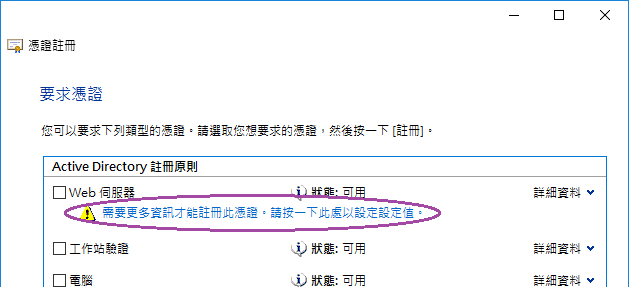 憑證註冊
要求憑證
您可以要求下列類型的憑證。請選取您想要求的憑證，然後按一下 [註冊]。
Active Directory 註冊原則
Web 伺服器 狀態: 可用 詳細資料
需要更多資訊才能註冊此憑證。請按一下此處以設定設定值。
工作站驗證 狀態: 可用 詳細資料
電腦 狀態: 可用 詳細資料